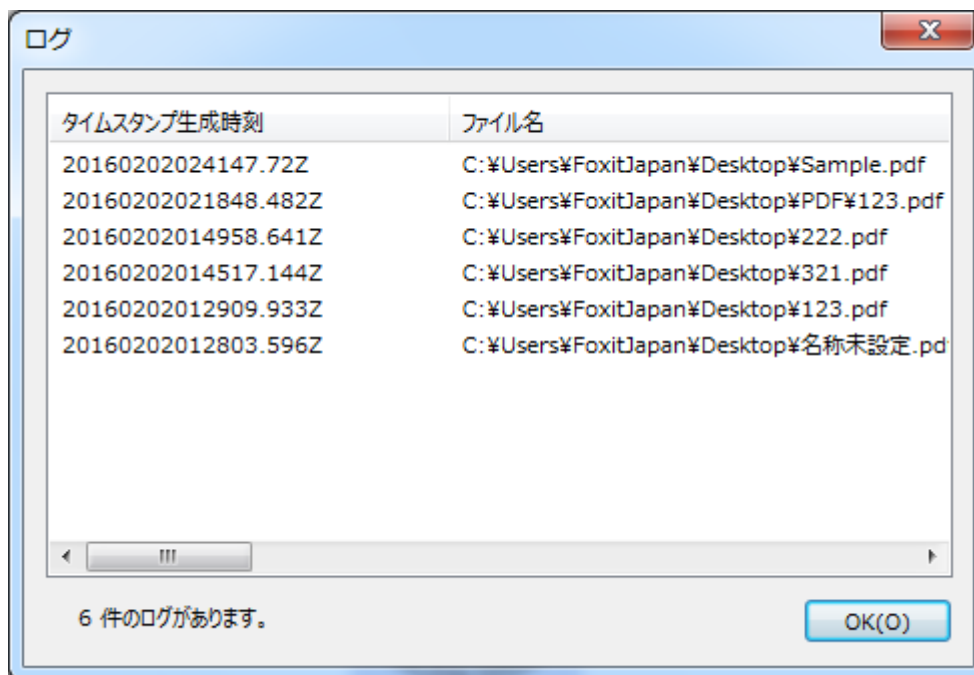 ログ
タイムスタンプ生成時刻 ファイル名
20160202024147.72Z C:¥Users¥FoxitJapan¥Desktop¥Sample.pdf
20160202021848.482Z C:¥Users¥FoxitJapan¥Desktop¥PDF¥123.pdf
20160202014958.641Z C:¥Users¥FoxitJapan¥Desktop¥222.pdf
20160202014517.144Z C:¥Users¥FoxitJapan¥Desktop¥321.pdf
20160202012909.933Z C:¥Users¥FoxitJapan¥Desktop¥123.pdf
20160202012803.596Z C:¥Users¥FoxitJapan¥Desktop¥名称未設定.pd
6 件のログがあります。
OK(O)